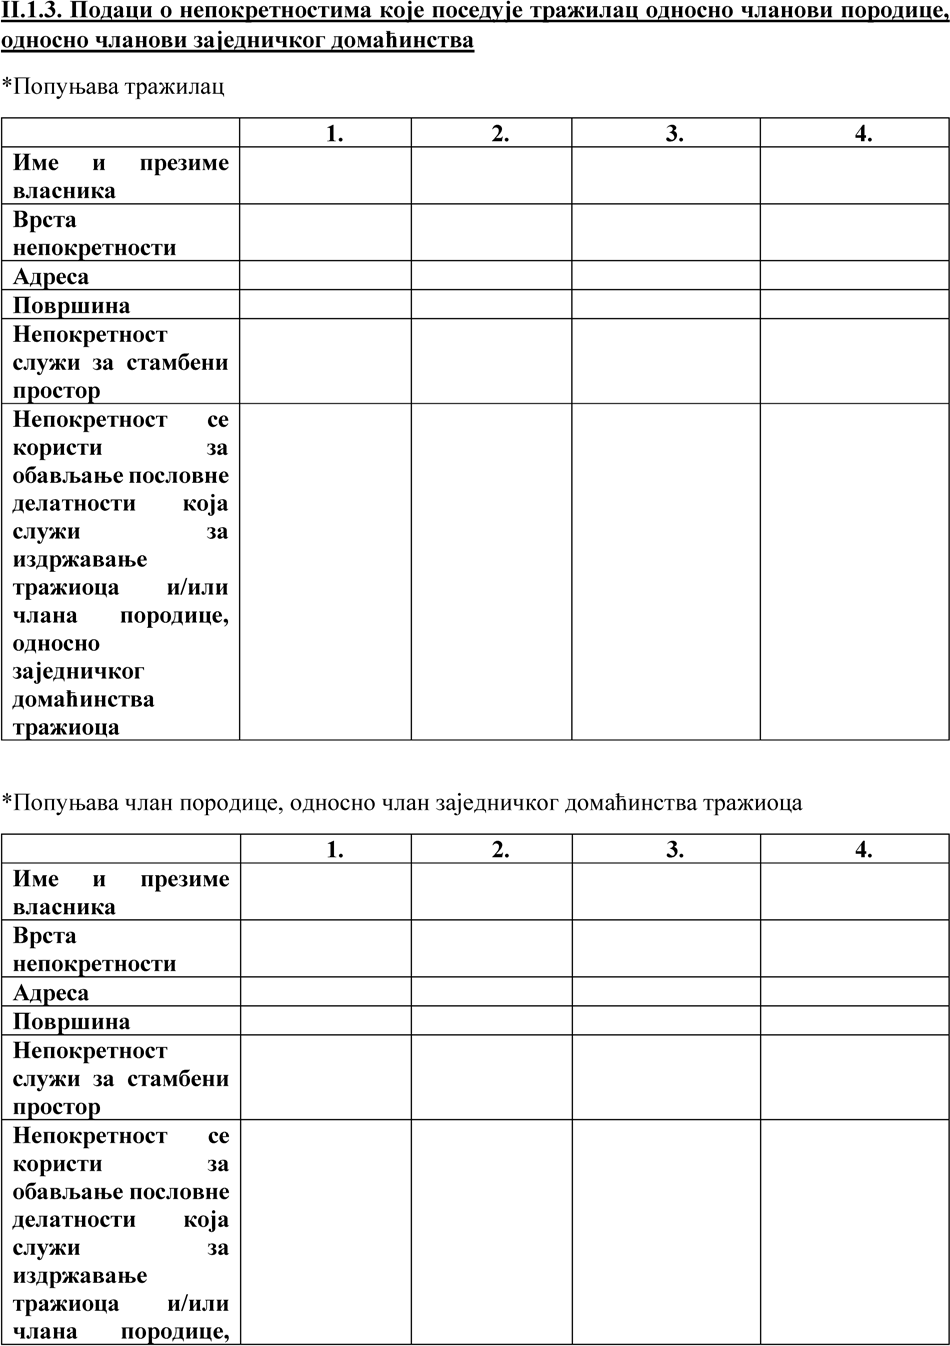 II.1.3. Подаци о непокретностима које поседује тражилац односно чланови породице,
односно чланови заједничког домаћинства
*Попуњава тражилац
1. 2. 3. 4.
Име и презиме
власника
Врста
непокретности
Адреса
Површина
Непокретност
служи за стамбени
простор
Непокретност се
користи за
обављање пословне
делатности која
служи за
издржавање
тражиоца и/или
члана породице,
односно
заједничког
домаћинства
тражиоца
*Попуњава члан породице, односно члан заједничког домаћинства тражиоца
1. 2. 3. 4.
Име и презиме
власника
Врста
непокретности
Адреса
Површина
Непокретност
служи за стамбени
простор
Непокретност се
користи за
обављање пословне
делатности која
служи за
издржавање
тражиоца и/или
члана породице,